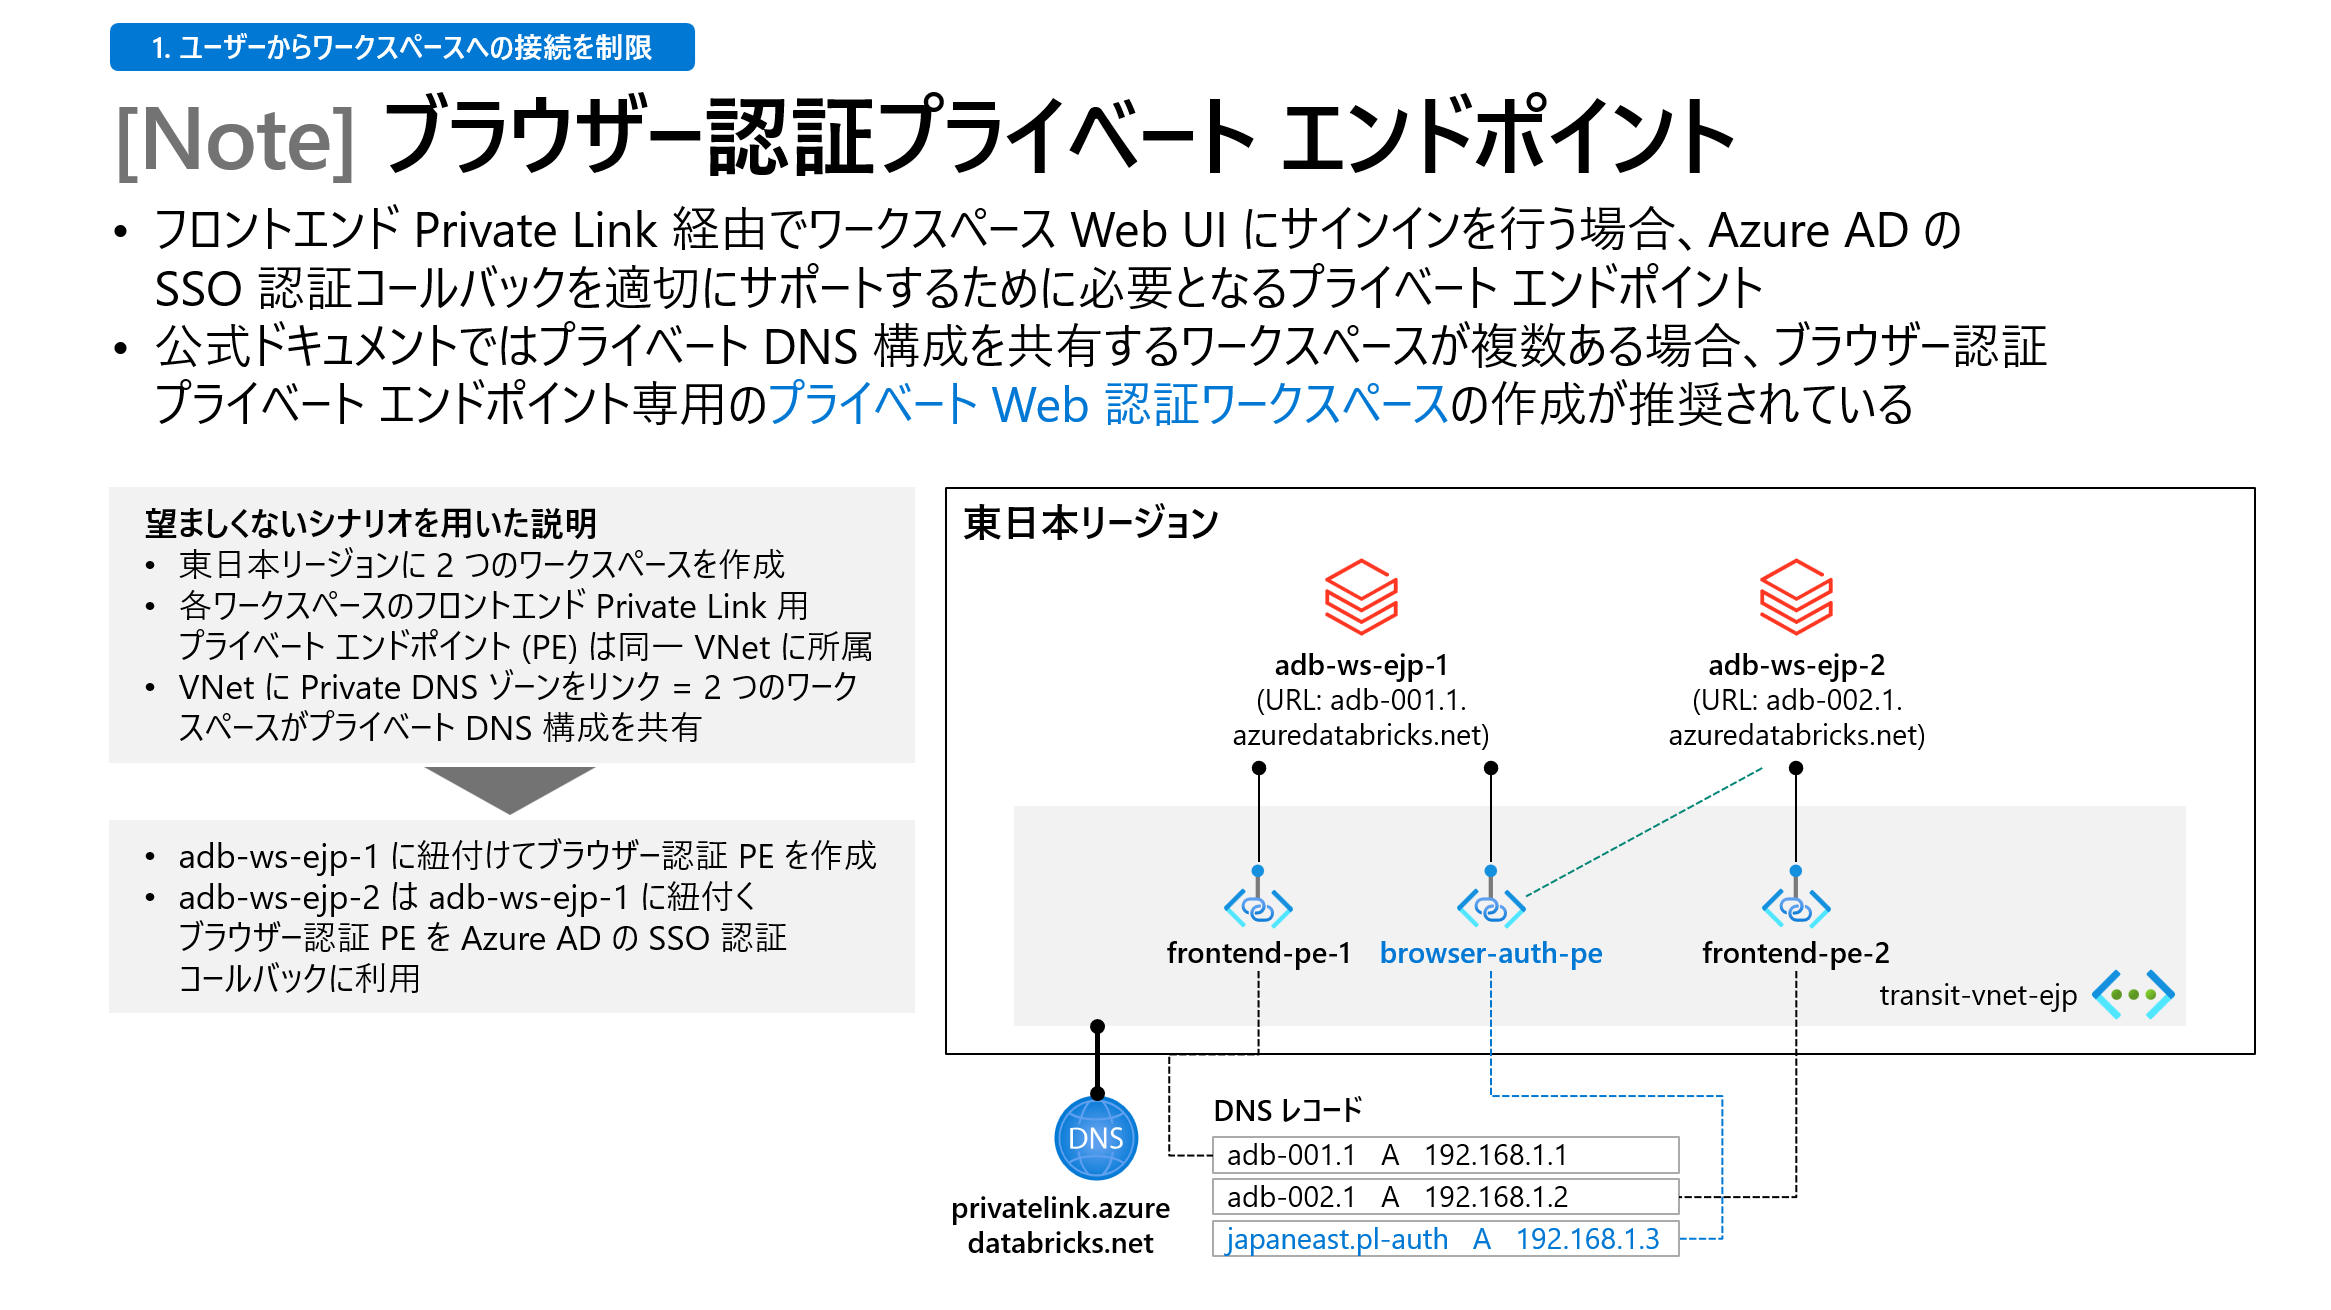 1. ユーザーからワークスペースへの接続を制限
[Note] ブラウザー認証プライベート エンドポイント
• フロントエンド Private Link 経由でワークスペース Web UI にサインインを行う場合、Azure AD の
SSO 認証コールバックを適切にサポートするために必要となるプライベート エンドポイント
• 公式ドキュメントではプライベート DNS 構成を共有するワークスペースが複数ある場合、ブラウザー認証
プライベート エンドポイント専用のプライベート Web 認証ワークスペースの作成が推奨されている
望ましくないシナリオを用いた説明
• 東日本リージョンに 2 つのワークスペースを作成
• 各ワークスペースのフロントエンド Private Link 用
プライベート エンドポイント (PE) は同一 VNet に所属
• VNet に Private DNS ゾーンをリンク = 2 つのワーク
スペースがプライベート DNS 構成を共有
• adb-ws-ejp-1 に紐付けてブラウザー認証 PE を作成
• adb-ws-ejp-2 は adb-ws-ejp-1 に紐付く
ブラウザー認証 PE を Azure AD の SSO 認証
コールバックに利用
東日本リージョン
adb-ws-ejp-1
(URL: adb-001.1.
azuredatabricks.net)
adb-ws-ejp-2
(URL: adb-002.1.
azuredatabricks.net)
frontend-pe-1
browser-auth-pe
frontend-pe-2
transit-vnet-ejp
DNS
privatelink.azure
databricks.net
DNS レコード
adb-001.1 A 192.168.1.1
adb-002.1 A 192.168.1.2
japaneast.pl-auth A 192.168.1.3